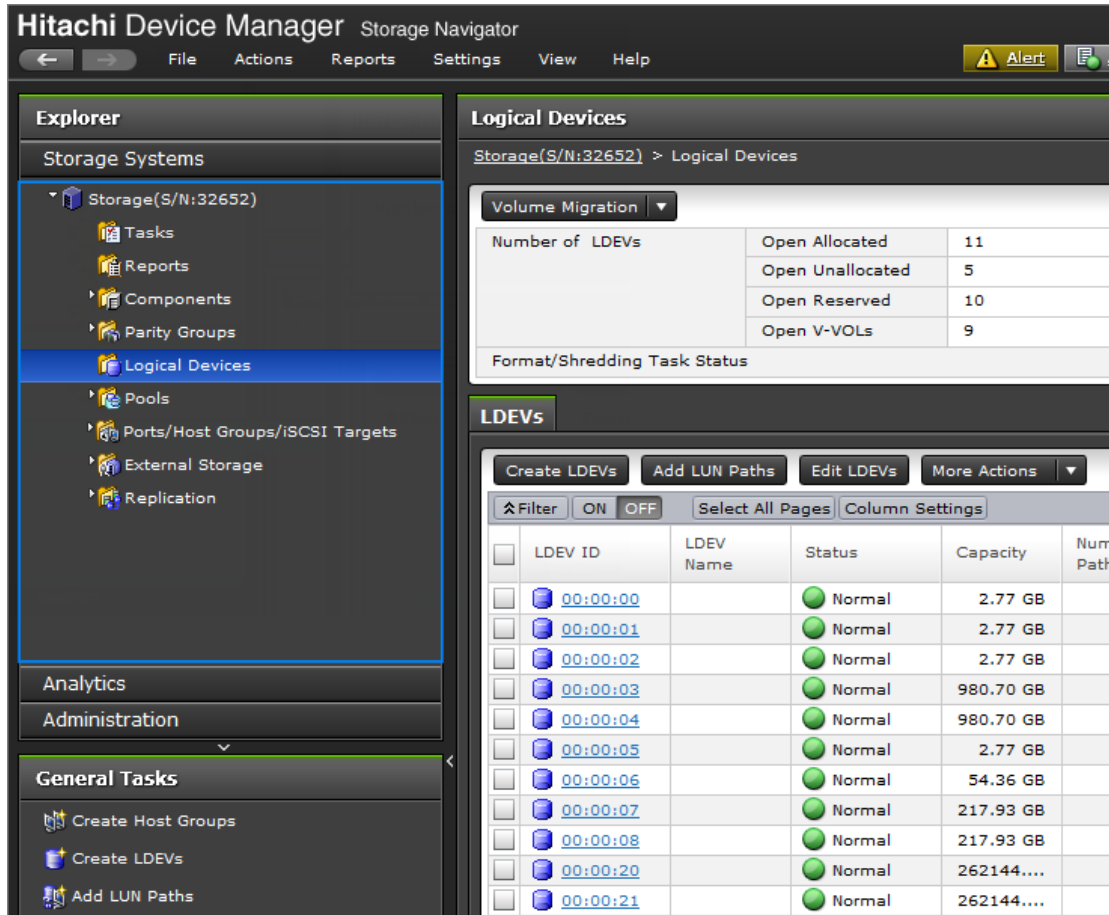 Hitachi Device Manager Storage Navigator
File Actions Reports Settings View Help
Alert
Explorer
Storage Systems
Storage(S/N:32652)
Tasks
Reports
Components
Parity Groups
Logical Devices
Pools
Ports/Host Groups/iSCSI Targets
External Storage
Replication
Analytics
Administration
General Tasks
Create Host Groups
Create LDEVs
Add LUN Paths
Logical Devices
Storage(S/N:32652) > Logical Devices
Volume Migration
Number of LDEVs Open Allocated 11
Open Unallocated 5
Open Reserved 10
Open V-VOLs 9
Format/Shredding Task Status
LDEVs
Create LDEVs Add LUN Paths Edit LDEVs More Actions
Filter ON OFF Select All Pages Column Settings
LDEV ID LDEV Name Status Capacity
00:00:00 Normal 2.77 GB
00:00:01 Normal 2.77 GB
00:00:02 Normal 2.77 GB
00:00:03 Normal 980.70 GB
00:00:04 Normal 980.70 GB
00:00:05 Normal 2.77 GB
00:00:06 Normal 54.36 GB
00:00:07 Normal 217.93 GB
00:00:08 Normal 217.93 GB
00:00:20 Normal 262144....
00:00:21 Normal 262144....